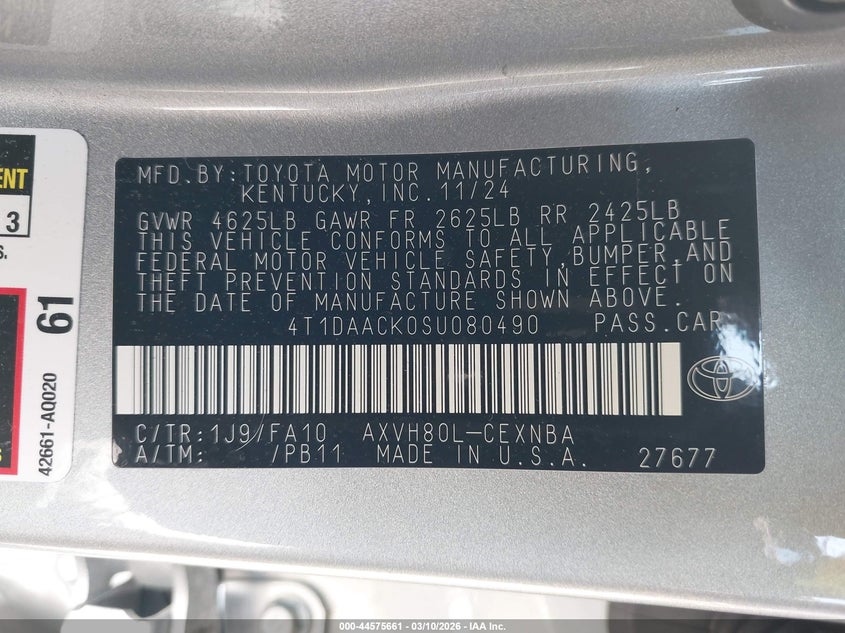 MFD. BY: TOYOTA MOTOR MANUFACTURING,
KENTUCKY, INC. 11/24
GVWR 4625LB GAWR FR 2625LB RR 2425LB
THIS VEHICLE CONFORMS TO ALL APPLICABLE
FEDERAL MOTOR VEHICLE SAFETY, BUMPER, AND
THEFT PREVENTION STANDARDS IN EFFECT ON
THE DATE OF MANUFACTURE SHOWN ABOVE.
4T1DAACK0SU080490 PASS. CAR
C/TR: 1J9/FA10 AXVH80L-CEXNBA
A/TM: /PB11 MADE IN U.S.A. 27677
3
61
42661-AQ020
000-44575661 - 03/10/2026 - IAA Inc.